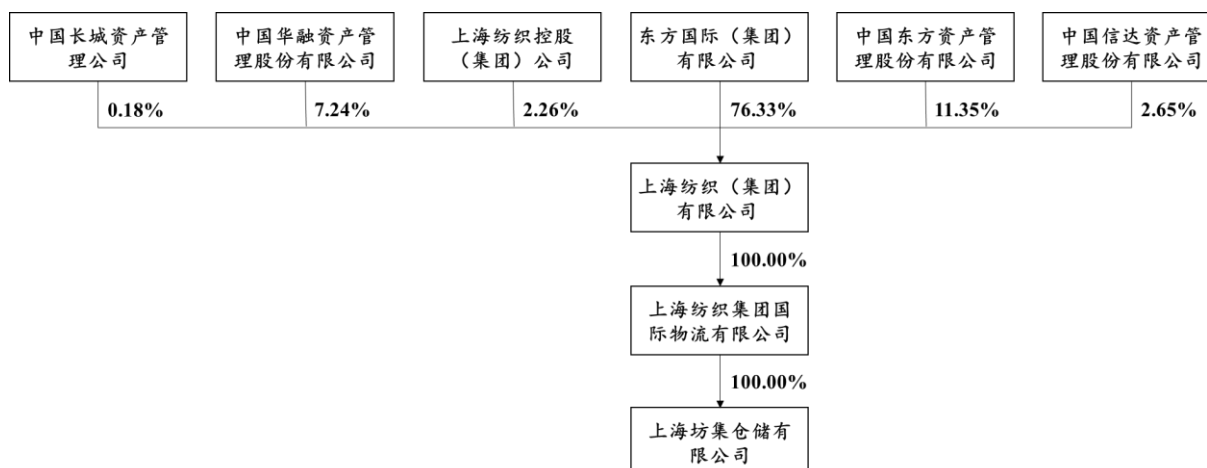 中国长城资产管
理公司
中国华融资产管
理股份有限公司
上海纺织控股
（集团）公司
东方国际（集团）
有限公司
中国东方资产管
理股份有限公司
中国信达资产管
理股份有限公司
0.18%
7.24%
2.26%
76.33%
11.35%
2.65%
上海纺织（集团）
有限公司
100.00%
上海纺织集团国
际物流有限公司
100.00%
上海坊集仓储有
限公司